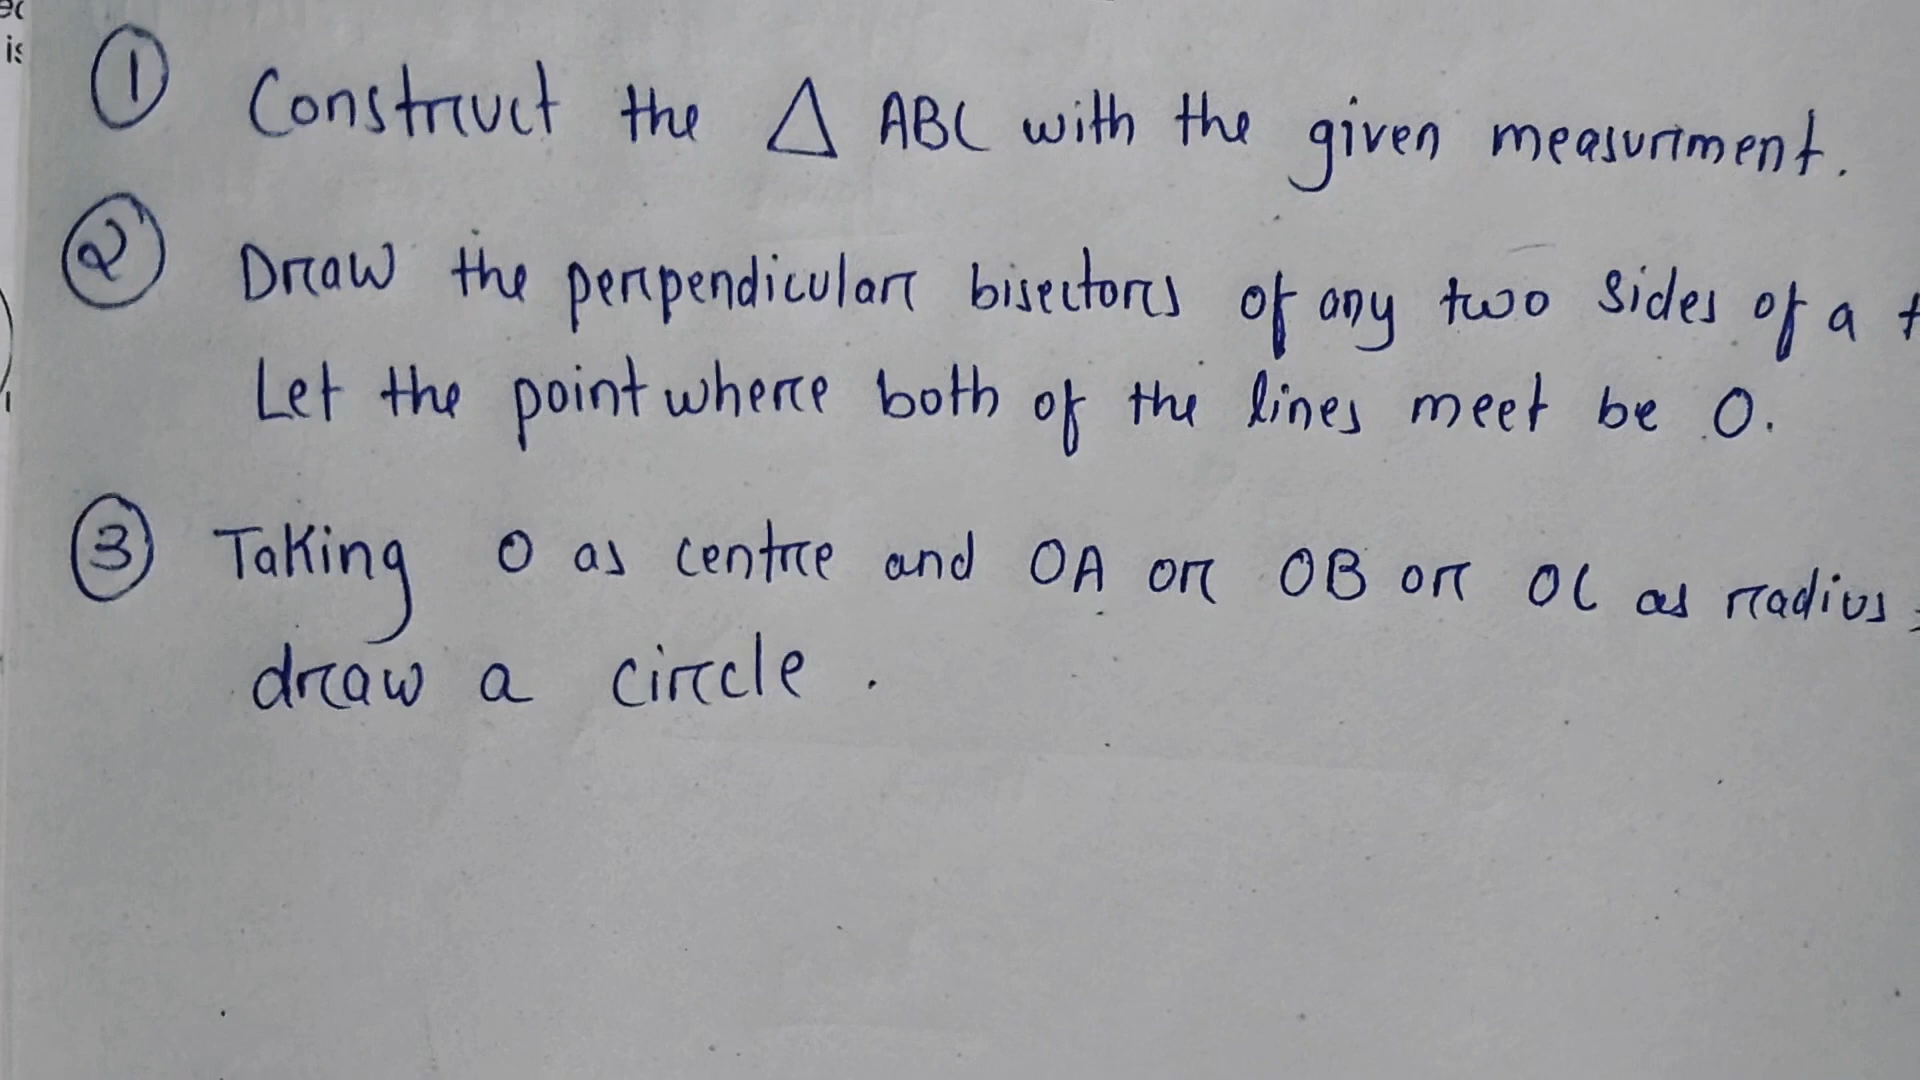 ① Construct the △ ABC with the given measurment.
② Draw the perpendicular bisectors of any two sides of a
Let the point where both of the lines meet be O.
③ Taking O as centre and OA or OB or OC as radius,
draw a circle.